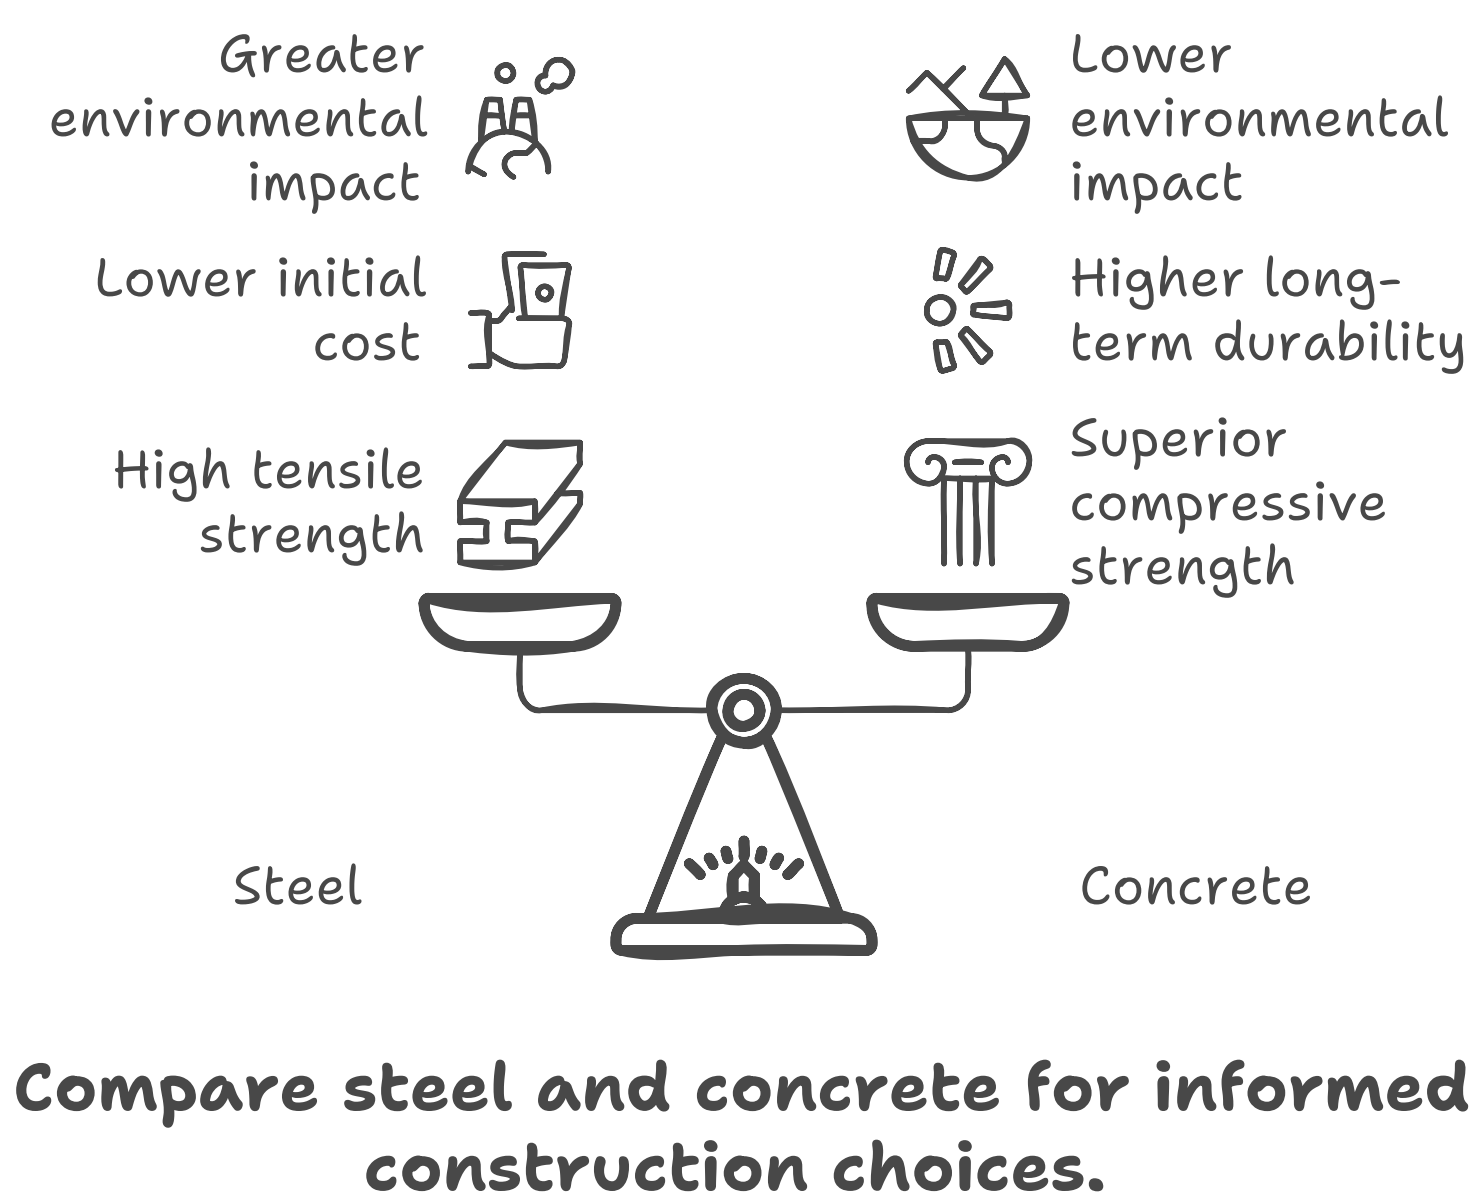 Greater
environmental
impact
Lower initial
cost
High tensile
strength
Lower
environmental
impact
Higher long-
term durability
Superior
compressive
strength
Steel
Concrete
Compare steel and concrete for informed
construction choices.